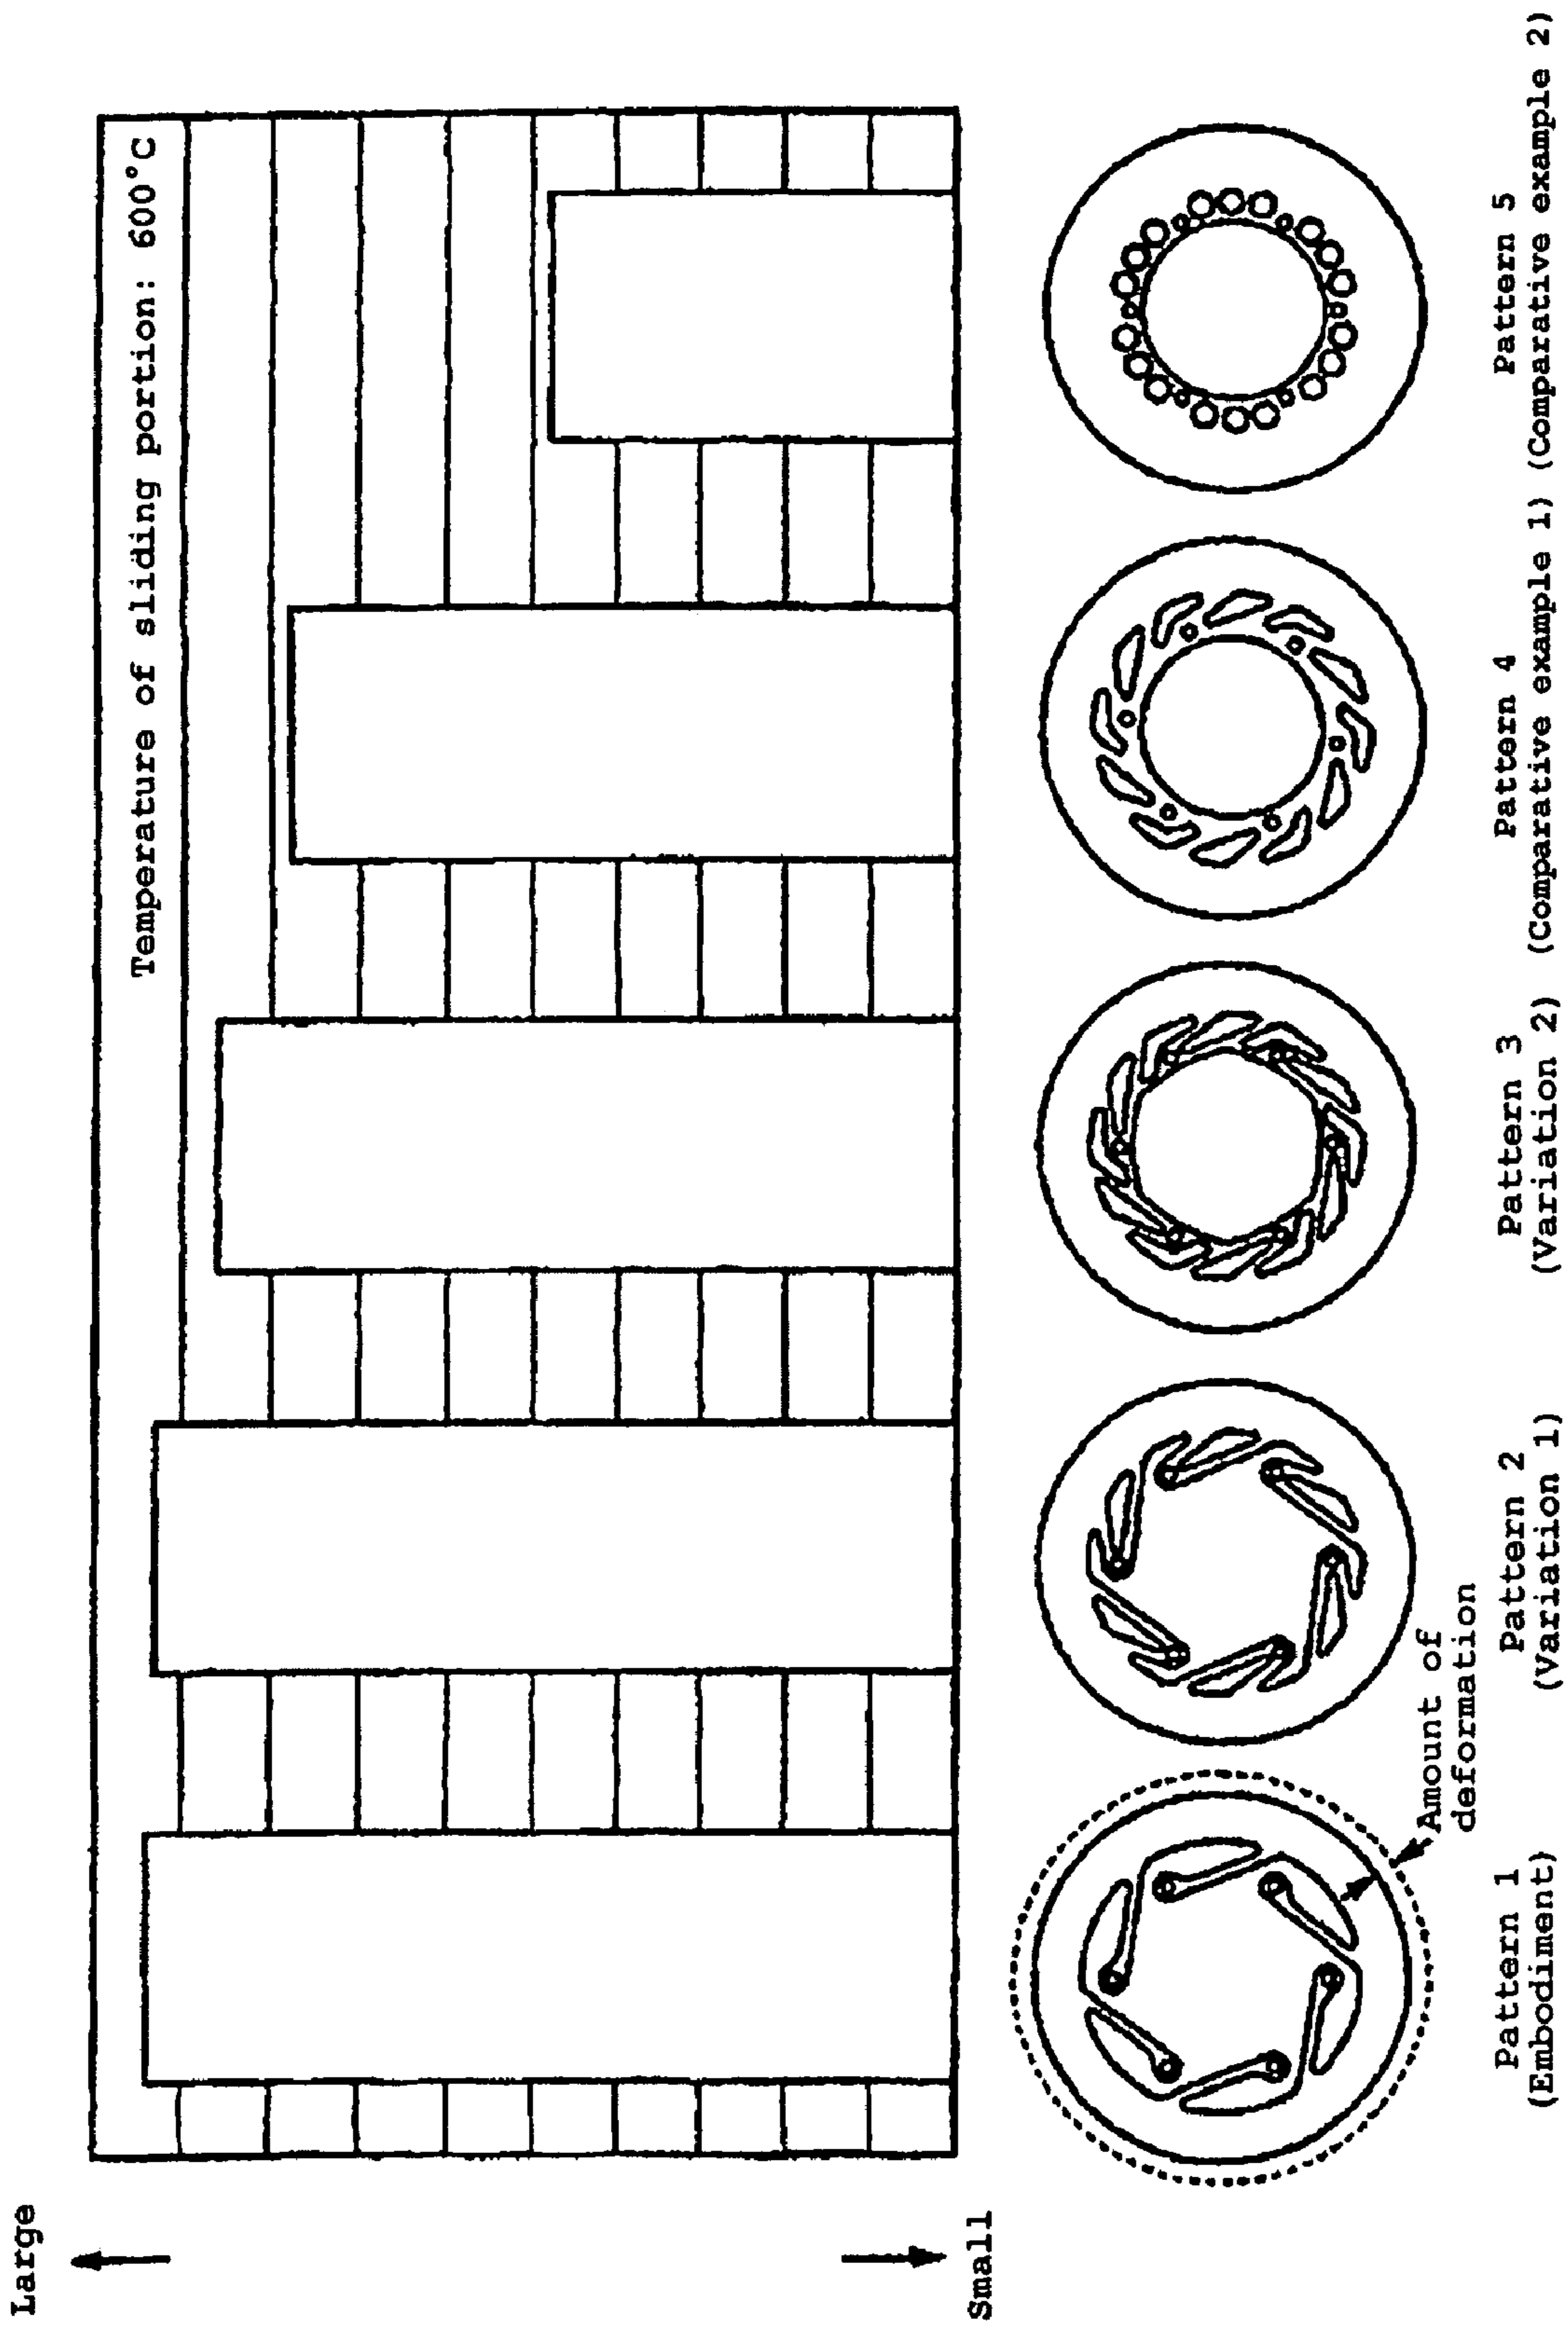 Large
Small
Temperature of sliding portion: 600°C
Amount of
deformation
Pattern 1
(Embodiment)
Pattern 2
(Variation 1)
Pattern 3
(Variation 2)
Pattern 4
(Comparative example 1)
Pattern 5
(Comparative example 2)